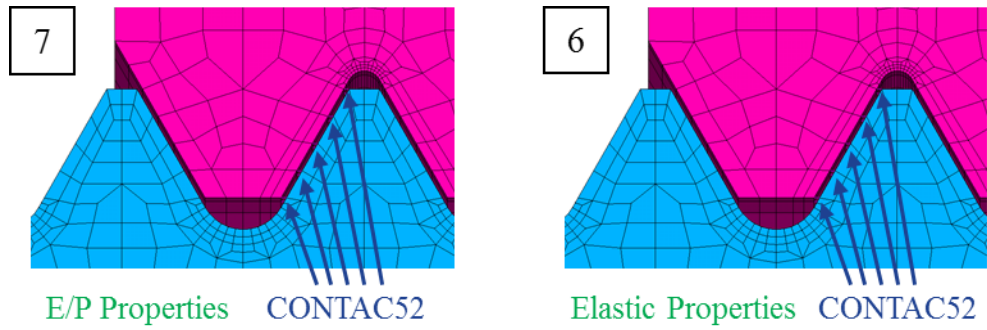 7
6
E/P Properties CONTAC52
Elastic Properties CONTAC52